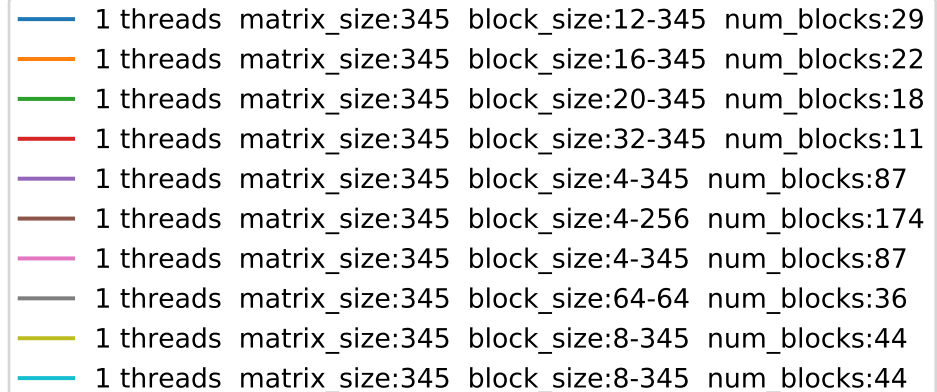 1 threads  matrix_size:345  block_size:12-345  num_blocks:29
1 threads  matrix_size:345  block_size:16-345  num_blocks:22
1 threads  matrix_size:345  block_size:20-345  num_blocks:18
1 threads  matrix_size:345  block_size:32-345  num_blocks:11
1 threads  matrix_size:345  block_size:4-345  num_blocks:87
1 threads  matrix_size:345  block_size:4-256  num_blocks:174
1 threads  matrix_size:345  block_size:4-345  num_blocks:87
1 threads  matrix_size:345  block_size:64-64  num_blocks:36
1 threads  matrix_size:345  block_size:8-345  num_blocks:44
1 threads  matrix_size:345  block_size:8-345  num_blocks:44